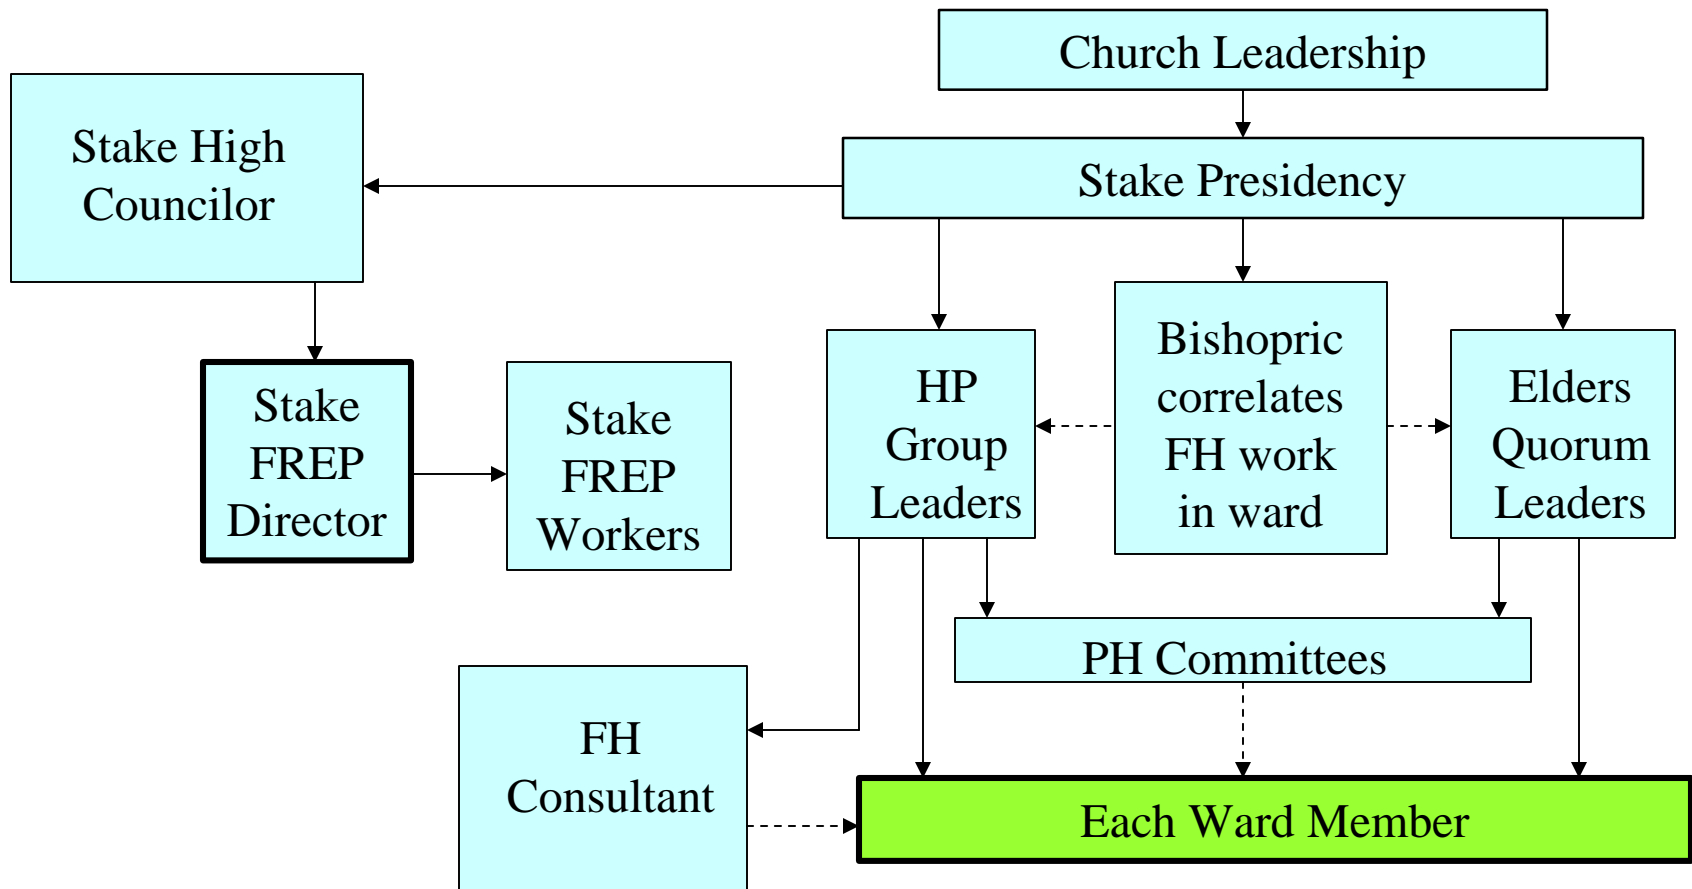 Church Leadership
Stake High
Councilor
Stake Presidency
HP
Group
Leaders
Bishopric
correlates
FH work
in ward
Elders
Quorum
Leaders
Stake
FREP
Director
Stake
FREP
Workers
PH Committees
FH
Consultant
Each Ward Member